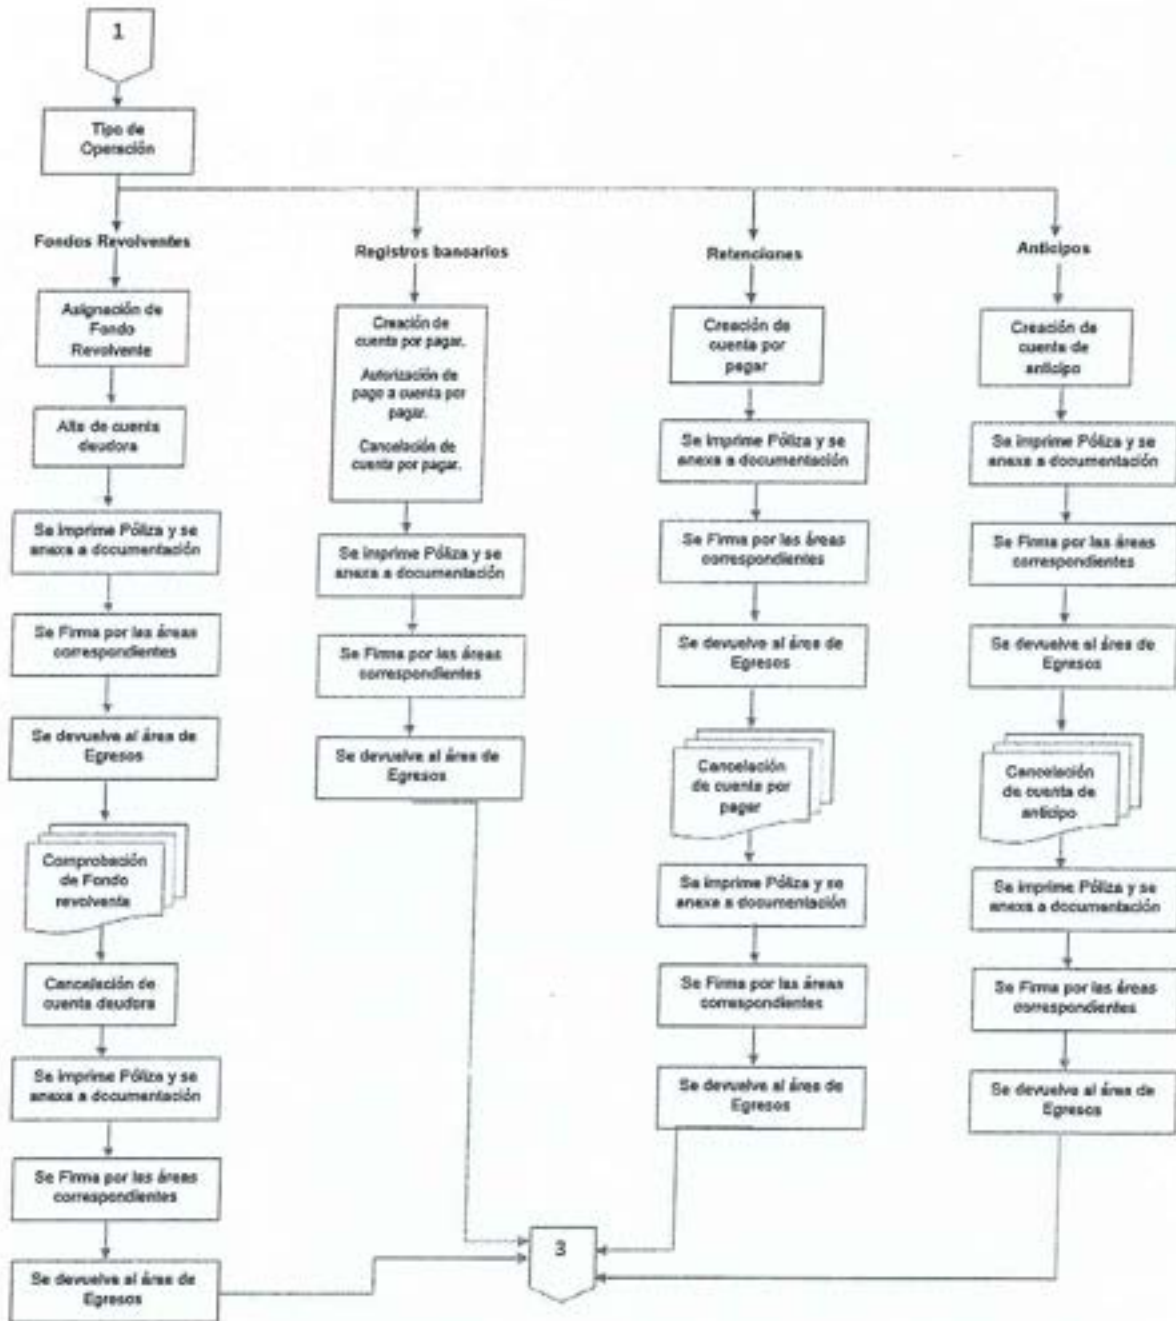 1
Tipo de
Operación
Fondos Revolventes
Asignación de
Fondo
Revolvente
Alta de cuenta
deudora
Se imprime Póliza y se
anexa a documentación
Se Firma por las áreas
correspondientes
Se devuelve al área de
Egresos
Comprobación
de Fondo
revolvente
Cancelación de
cuenta deudora
Se imprime Póliza y se
anexa a documentación
Se Firma por las áreas
correspondientes
Se devuelve al área de
Egresos
Registros bancarios
Creación de
cuenta por pagar.
Autorización de
pago a cuenta por
pagar.
Cancelación de
cuenta por pagar.
Se imprime Póliza y se
anexa a documentación
Se Firma por las áreas
correspondientes
Se devuelve al área de
Egresos
Retenciones
Creación de
cuenta por
pagar
Se imprime Póliza y se
anexa a documentación
Se Firma por las áreas
correspondientes
Se devuelve al área de
Egresos
Cancelación
de cuenta por
pagar
Se imprime Póliza y se
anexa a documentación
Se Firma por las áreas
correspondientes
Se devuelve al área de
Egresos
Anticipos
Creación de
cuenta de
anticipo
Se imprime Póliza y se
anexa a documentación
Se Firma por las áreas
correspondientes
Se devuelve al área de
Egresos
Cancelación
de cuenta de
anticipo
Se imprime Póliza y se
anexa a documentación
Se Firma por las áreas
correspondientes
Se devuelve al área de
Egresos
3